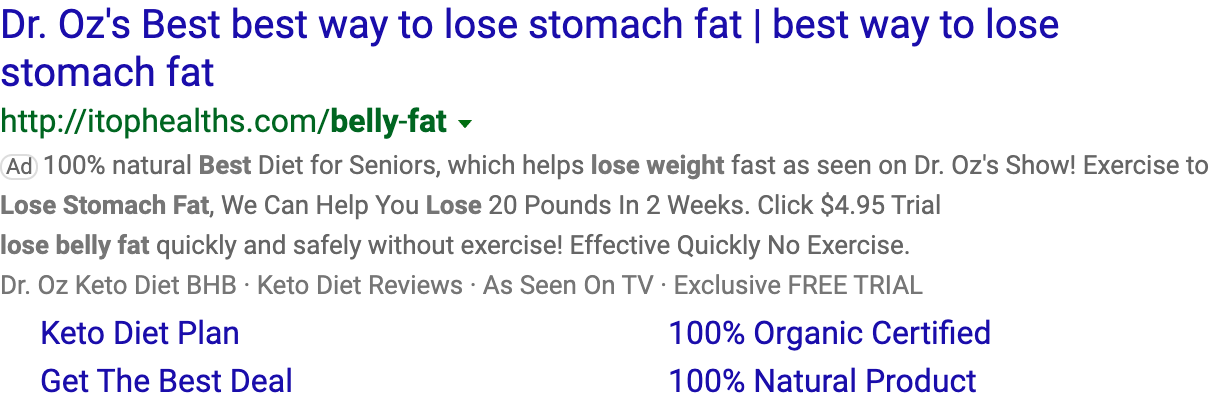 Dr. Oz's Best best way to lose stomach fat | best way to lose
stomach fat
http://itophealths.com/belly-fat
Ad 100% natural Best Diet for Seniors, which helps lose weight fast as seen on Dr. Oz's Show! Exercise to
Lose Stomach Fat, We Can Help You Lose 20 Pounds In 2 Weeks. Click $4.95 Trial
lose belly fat quickly and safely without exercise! Effective Quickly No Exercise.
Dr. Oz Keto Diet BHB · Keto Diet Reviews · As Seen On TV · Exclusive FREE TRIAL
Keto Diet Plan 100% Organic Certified
Get The Best Deal 100% Natural Product